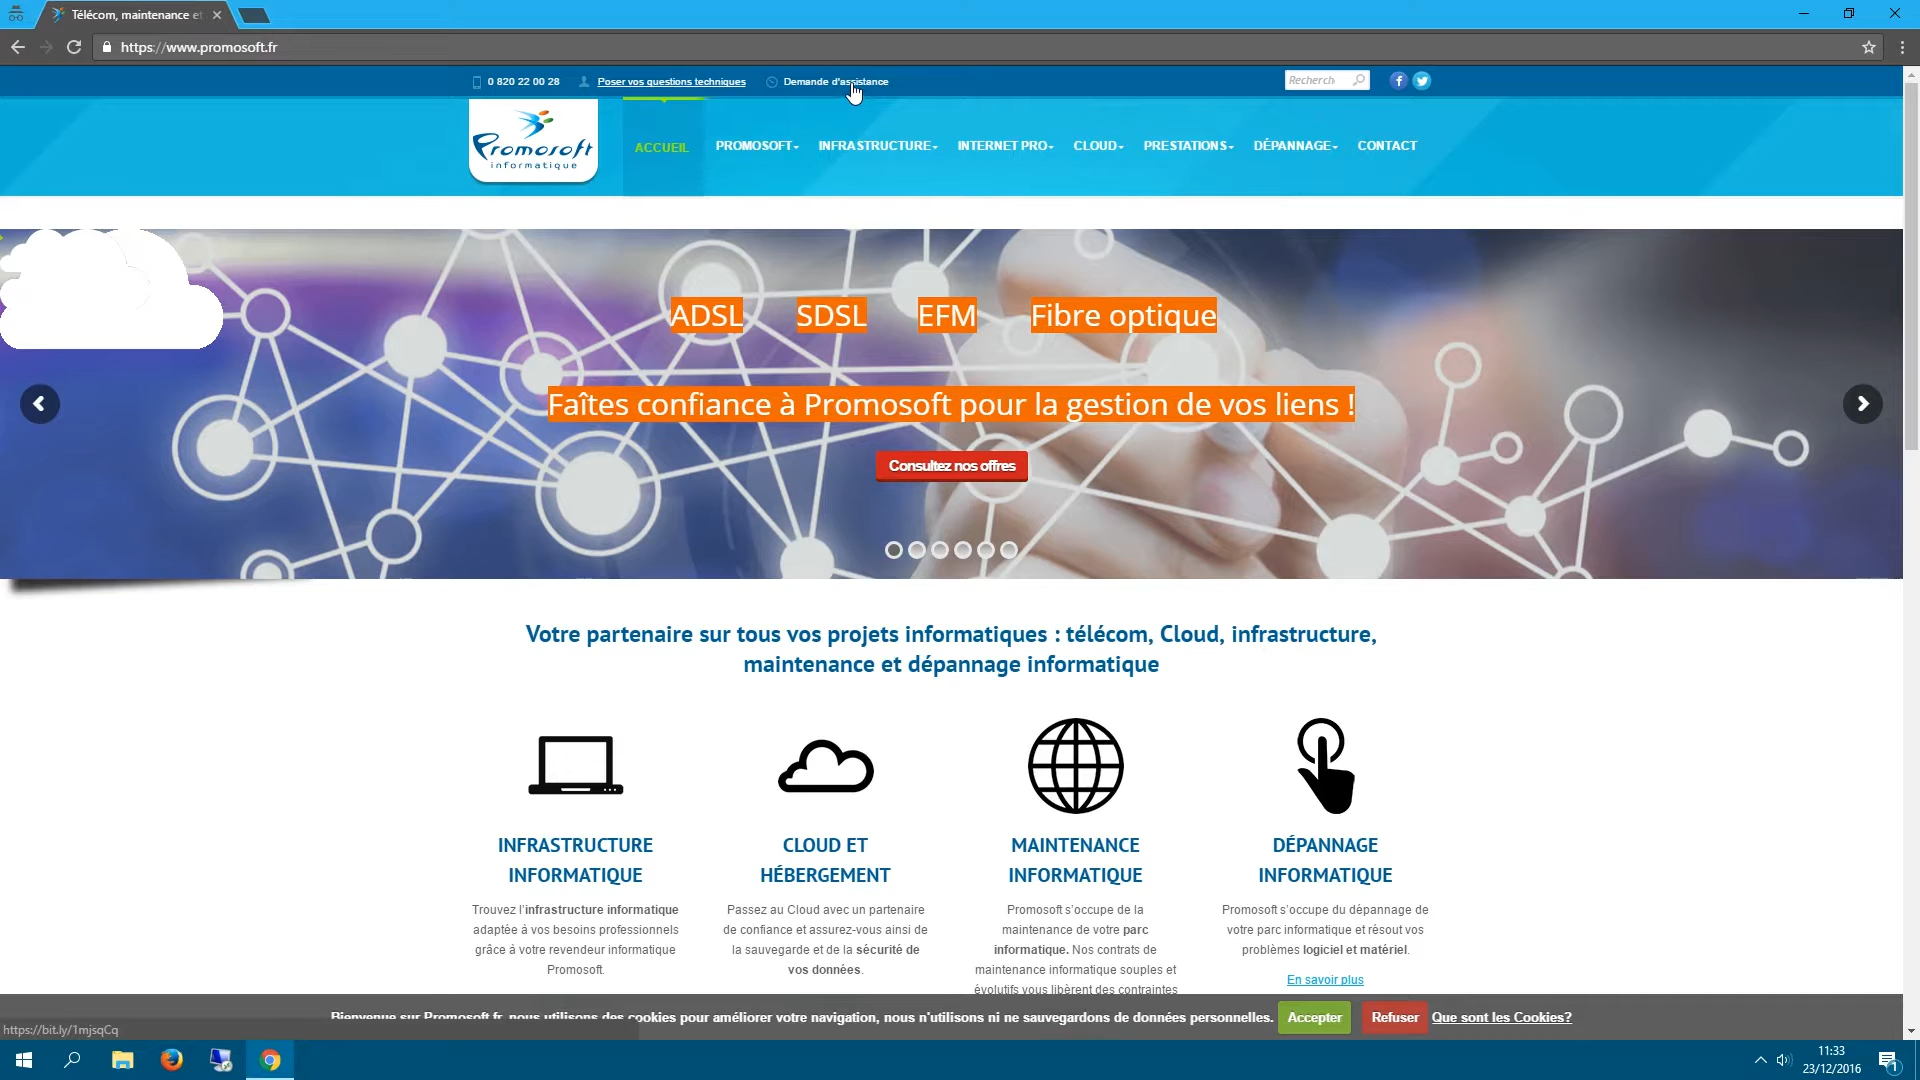 Télécom, maintenance et
https://www.promosoft.fr
0 820 22 00 28 Poser vos questions techniques Demande d'assistance Recherch
Promosoft
informatique
ACCUEIL PROMOSOFT INFRASTRUCTURE INTERNET PRO CLOUD PRESTATIONS DÉPANNAGE CONTACT
ADSL SDSL EFM Fibre optique
Faîtes confiance à Promosoft pour la gestion de vos liens !
Consultez nos offres
Votre partenaire sur tous vos projets informatiques : télécom, Cloud, infrastructure,
maintenance et dépannage informatique
INFRASTRUCTURE
INFORMATIQUE
Trouvez l'infrastructure informatique
adaptée à vos besoins professionnels
grâce à votre revendeur informatique
Promosoft.
CLOUD ET
HÉBERGEMENT
Passez au Cloud avec un partenaire
de confiance et assurez-vous ainsi de
la sauvegarde et de la sécurité de
vos données.
MAINTENANCE
INFORMATIQUE
Promosoft s'occupe de la
maintenance de votre parc
informatique. Nos contrats de
maintenance informatique souples et
évolutifs vous libèrent des contraintes
DÉPANNAGE
INFORMATIQUE
Promosoft s'occupe du dépannage de
votre parc informatique et résout vos
problèmes logiciel et matériel.
En savoir plus
Bienvenue sur Promosoft.fr, nous utilisons des cookies pour améliorer votre navigation, nous n'utilisons ni ne sauvegardons de données personnelles. Accepter Refuser Que sont les Cookies?
https://bit.ly/1mjsqCq
11:33
23/12/2016
1